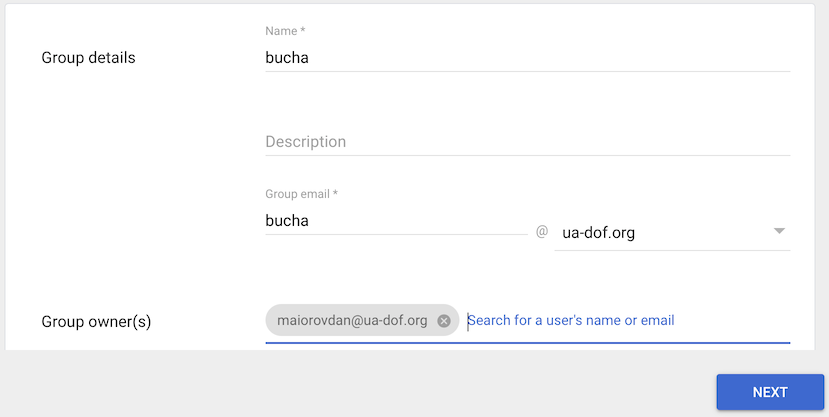 Name *
Group details
bucha
Description
Group email *
bucha
@ ua-dof.org
Group owner(s)
maiorovdan@ua-dof.org Search for a user's name or email
NEXT